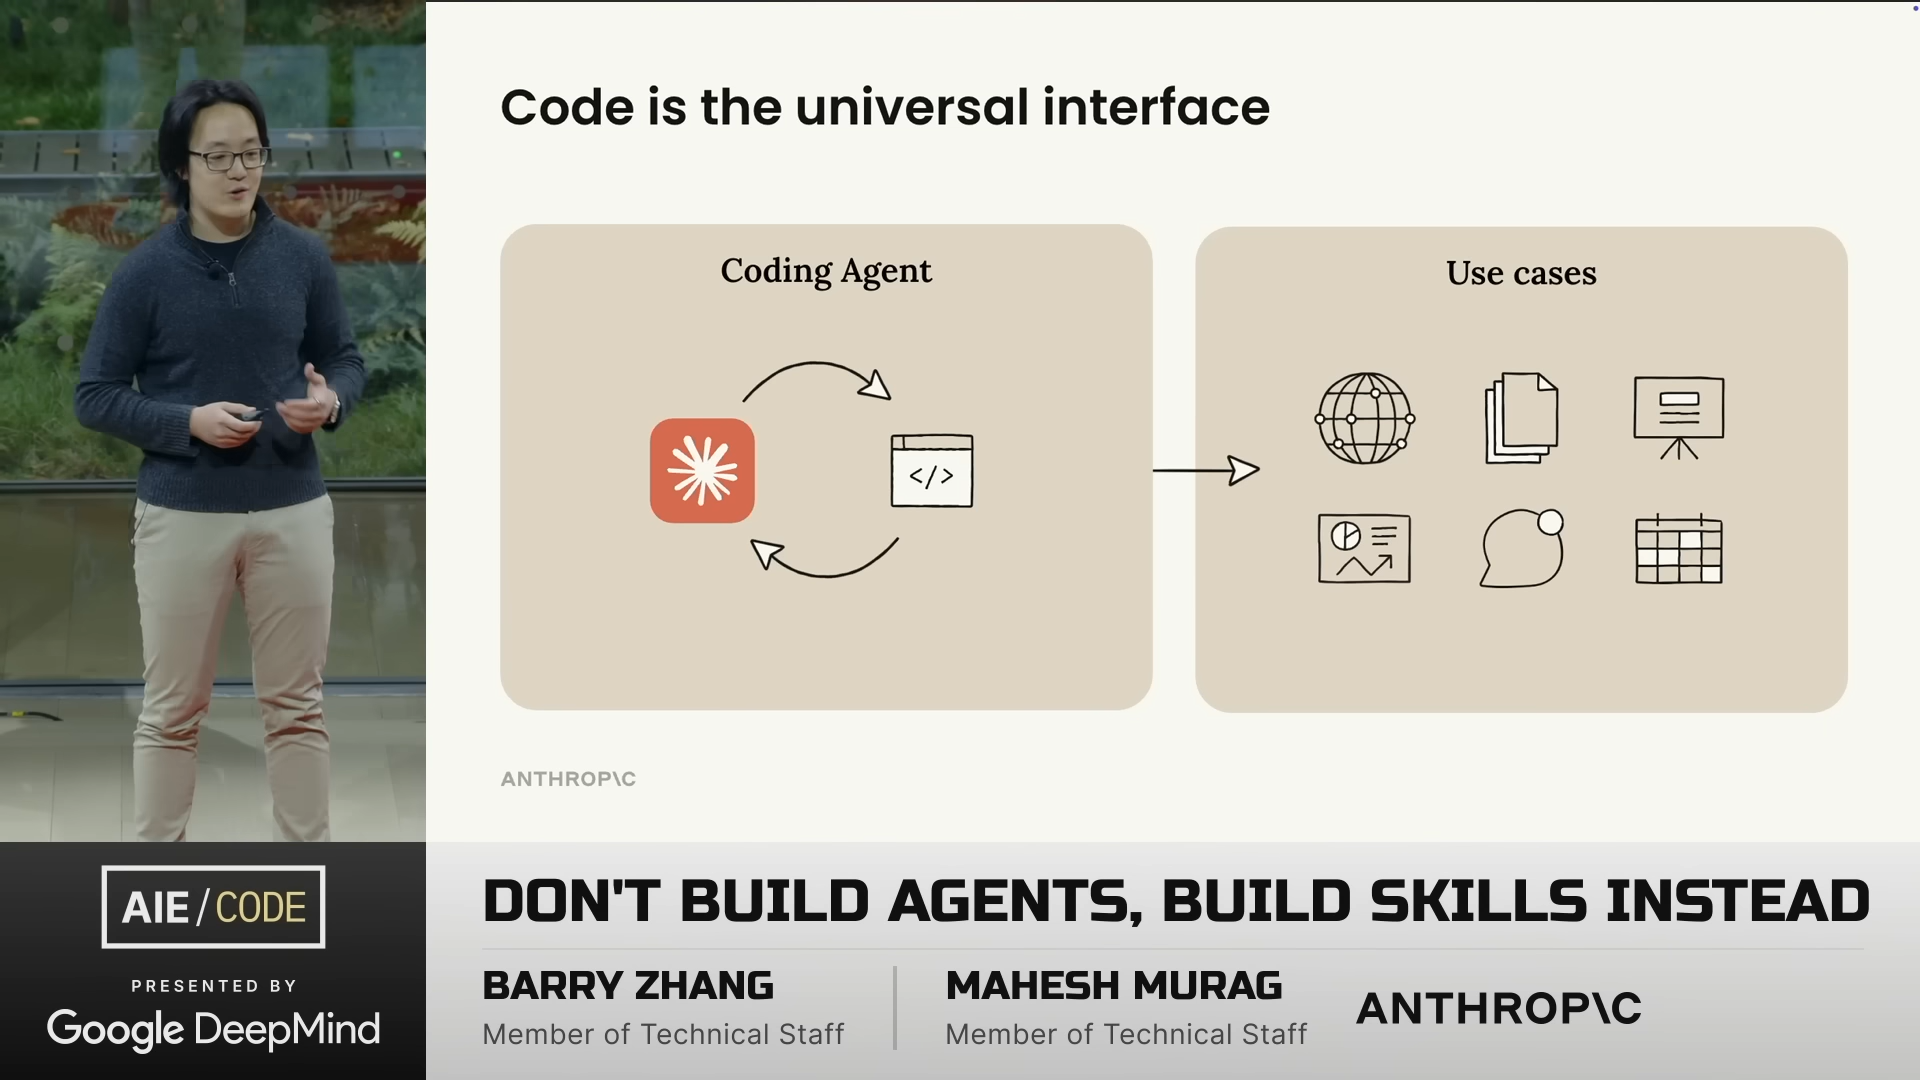 Code is the universal interface
Coding Agent
Use cases
</>
ANTHROP\C
AIE/CODE
PRESENTED BY
Google DeepMind
DON'T BUILD AGENTS, BUILD SKILLS INSTEAD
BARRY ZHANG
Member of Technical Staff
MAHESH MURAG
Member of Technical Staff
ANTHROP\C